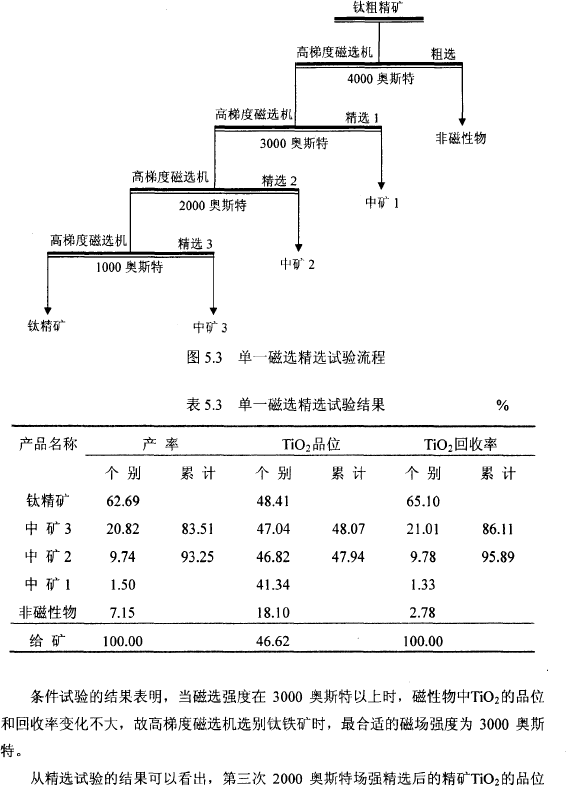 钛粗精矿
高梯度磁选机 粗选
4000 奥斯特
高梯度磁选机 精选 1
非磁性物
3000 奥斯特
高梯度磁选机 精选 2
中矿 1
2000 奥斯特
高梯度磁选机 精选 3
中矿 2
1000 奥斯特
钛精矿 中矿 3
图 5.3 单一磁选精选试验流程
表 5.3 单一磁选精选试验结果 %
产品名称 产 率 TiO₂品位 TiO₂回收率
个 别 累 计 个 别 累 计 个 别 累 计
钛精矿 62.69 48.41 65.10
中 矿 3 20.82 83.51 47.04 48.07 21.01 86.11
中 矿 2 9.74 93.25 46.82 47.94 9.78 95.89
中 矿 1 1.50 41.34 1.33
非磁性物 7.15 18.10 2.78
给 矿 100.00 46.62 100.00
条件试验的结果表明，当磁选强度在 3000 奥斯特以上时，磁性物中TiO₂的品位
和回收率变化不大，故高梯度磁选机选别钛铁矿时，最合适的磁场强度为 3000 奥斯
特。
从精选试验的结果可以看出，第三次 2000 奥斯特场强精选后的精矿TiO₂的品位